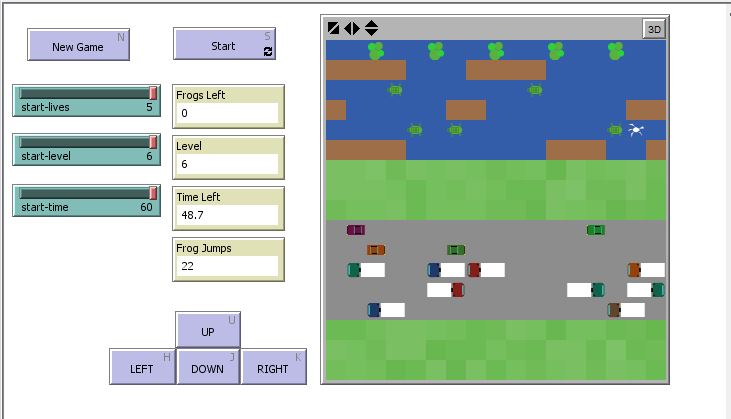 New Game
N
Start
S
3D
start-lives
5
Frogs Left
0
start-level
6
Level
6
start-time
60
Time Left
48.7
Frog Jumps
22
UP
U
LEFT
H
DOWN
J
RIGHT
K